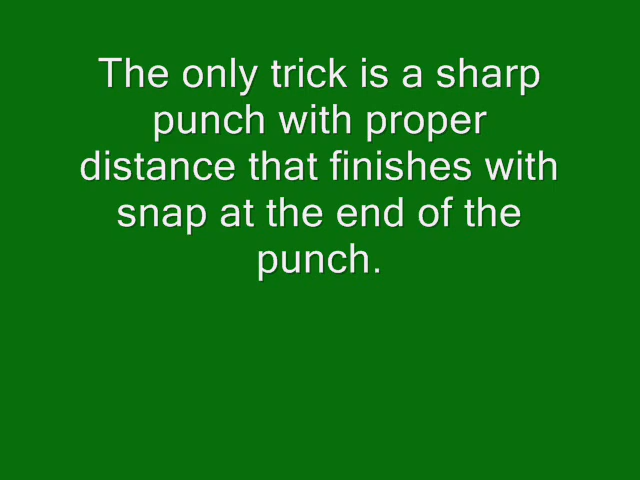 The only trick is a sharp
punch with proper
distance that finishes with
snap at the end of the
punch.